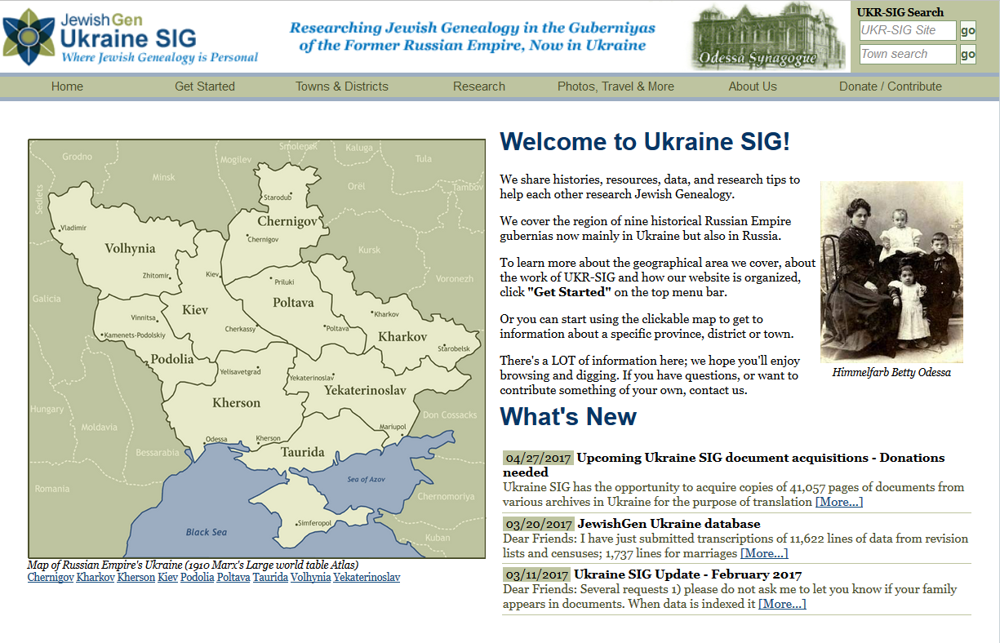 JewishGen
Ukraine SIG
Where Jewish Genealogy is Personal
Researching Jewish Genealogy in the Guberniyas
of the Former Russian Empire, Now in Ukraine
Odessa Synagogue
UKR-SIG Search
UKR-SIG Site go
Town search go
Home Get Started Towns & Districts Research Photos, Travel & More About Us Donate / Contribute
Grodno
Minsk
Mogilev
Smolensk
Kaluga
Tula
Orel
Tambov
Sedlets
Starodub
Chernigov
Chernigov
Vladimir
Volhynia
Zhitomir
Kiev
Kursk
Voronezh
Priluki
Poltava
Galicia
Kiev
Vinnitsa
Kamenets-Podolskiy
Cherkassy
Poltava
Kharkov
Kharkov
Starobelsk
Podolia
Yelisavetgrad
Yekaterinoslav
Yekaterinoslav
Kherson
Hungary
Moldavia
Don Cossacks
Mariupol
Odessa
Kherson
Taurida
Bessarabia
Romania
Sea of Azov
Chernomoriya
Simferopol
Black Sea
Kuban
Map of Russian Empire's Ukraine (1910 Marx's Large world table Atlas)
Chernigov Kharkov Kherson Kiev Podolia Poltava Taurida Volhynia Yekaterinoslav
Welcome to Ukraine SIG!
We share histories, resources, data, and research tips to
help each other research Jewish Genealogy.
We cover the region of nine historical Russian Empire
gubernias now mainly in Ukraine but also in Russia.
To learn more about the geographical area we cover, about
the work of UKR-SIG and how our website is organized,
click "Get Started" on the top menu bar.
Or you can start using the clickable map to get to
information about a specific province, district or town.
There's a LOT of information here; we hope you'll enjoy
browsing and digging. If you have questions, or want to
contribute something of your own, contact us.
Himmelfarb Betty Odessa
What's New
04/27/2017 Upcoming Ukraine SIG document acquisitions - Donations
needed
Ukraine SIG has the opportunity to acquire copies of 41,057 pages of documents from
various archives in Ukraine for the purpose of translation [More...]
03/20/2017 JewishGen Ukraine database
Dear Friends: I have just submitted transcriptions of 11,622 lines of data from revision
lists and censuses; 1,737 lines for marriages [More...]
03/11/2017 Ukraine SIG Update - February 2017
Dear Friends: Several requests 1) please do not ask me to let you know if your family
appears in documents. When data is indexed it [More...]